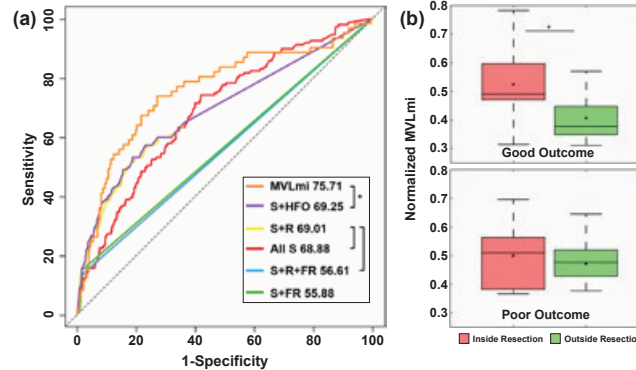 (a)
100
80
60
40
20
0
Sensitivity
MVLmi 75.71
S+HFO 69.25
*
S+R 69.01
All S 68.88
S+R+FR 56.61
S+FR 55.88
0
20
40
60
80
100
1-Specificity
(b)
Normalized MVLmi
0.8
0.7
0.6
0.5
0.4
0.3
*
Good Outcome
0.8
0.7
0.6
0.5
0.4
0.3
Poor Outcome
Inside Resection
Outside Resection